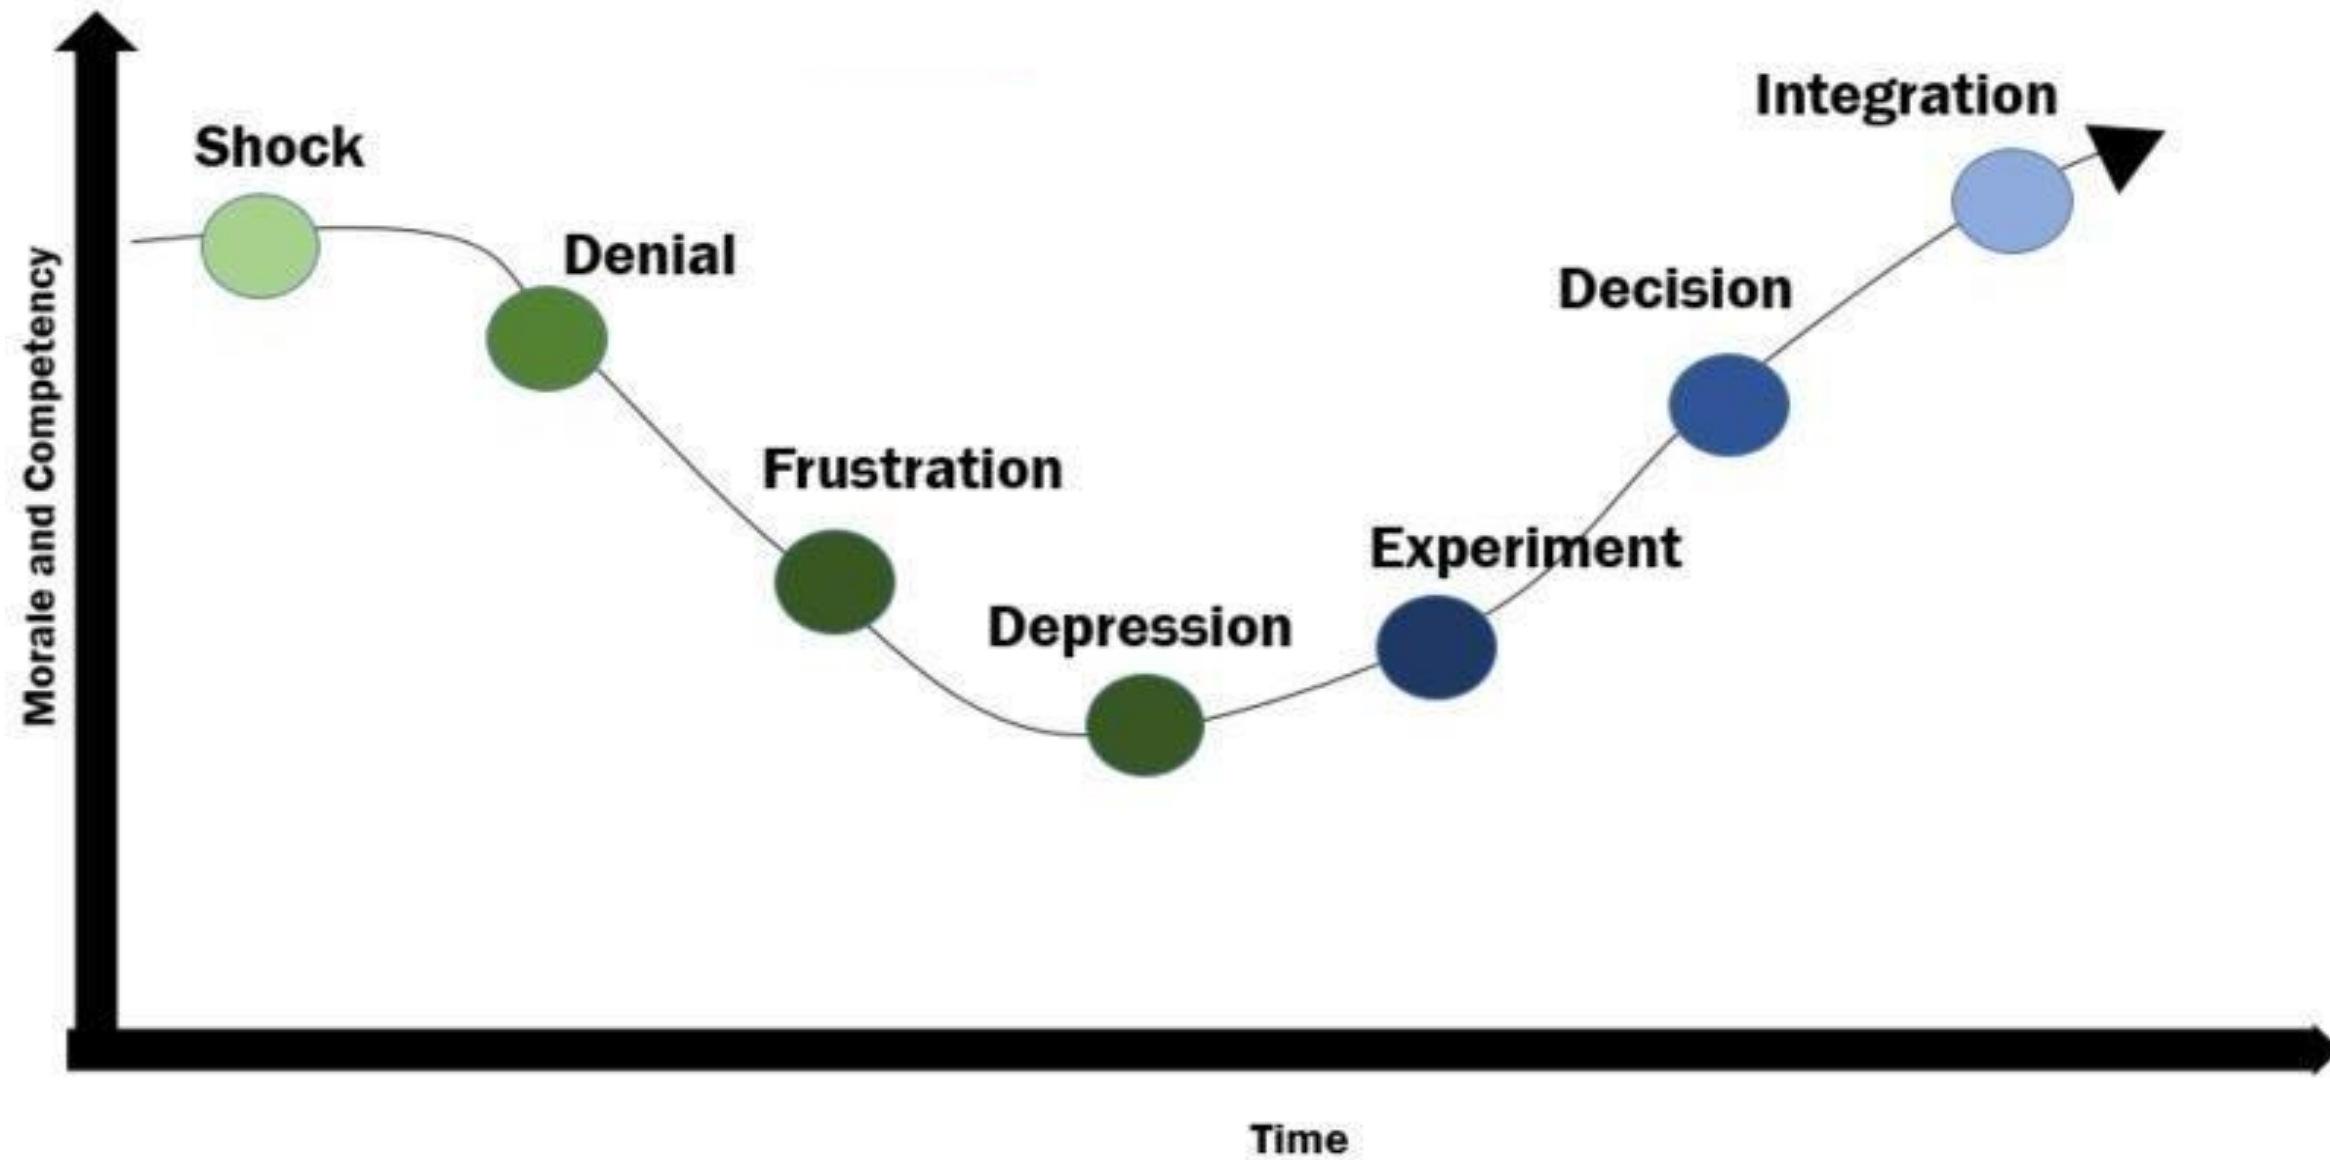 Integration
Shock
Denial
Decision
Frustration
Experiment
Depression
Morale and Competency
Time